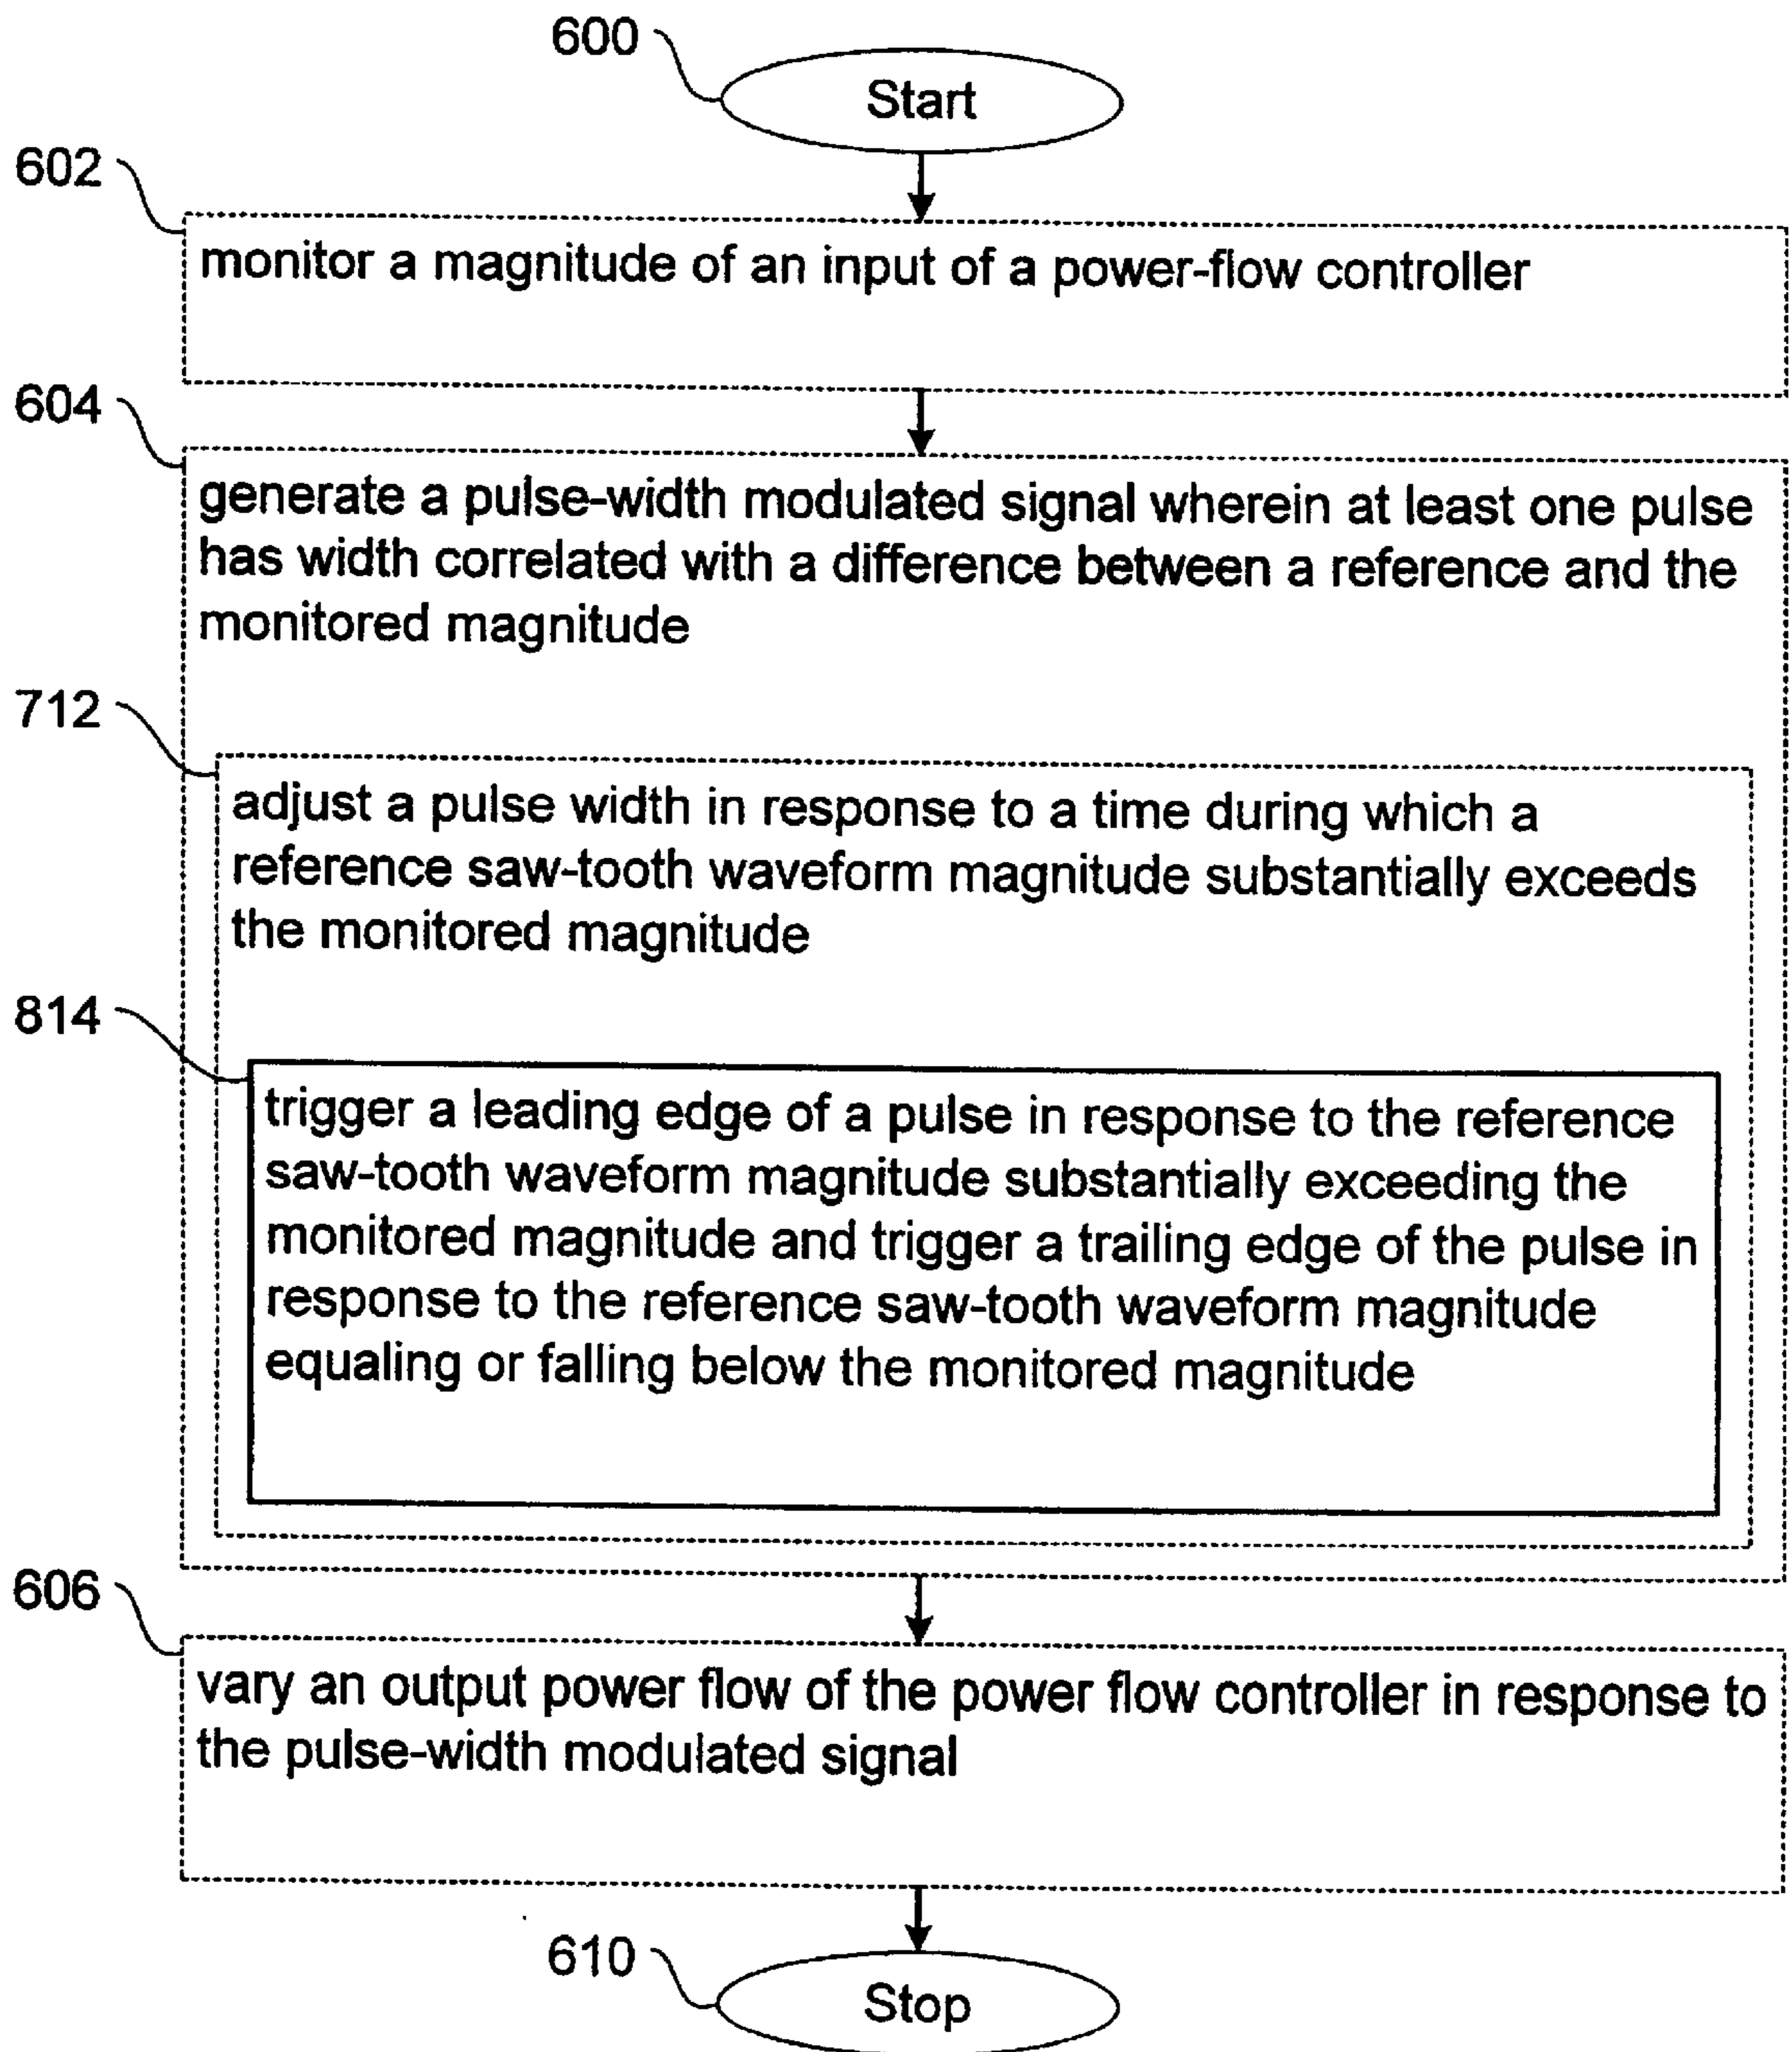 600
Start
602
monitor a magnitude of an input of a power-flow controller
604
generate a pulse-width modulated signal wherein at least one pulse
has width correlated with a difference between a reference and the
monitored magnitude
712
adjust a pulse width in response to a time during which a
reference saw-tooth waveform magnitude substantially exceeds
the monitored magnitude
814
trigger a leading edge of a pulse in response to the reference
saw-tooth waveform magnitude substantially exceeding the
monitored magnitude and trigger a trailing edge of the pulse in
response to the reference saw-tooth waveform magnitude
equaling or falling below the monitored magnitude
606
vary an output power flow of the power flow controller in response to
the pulse-width modulated signal
610
Stop